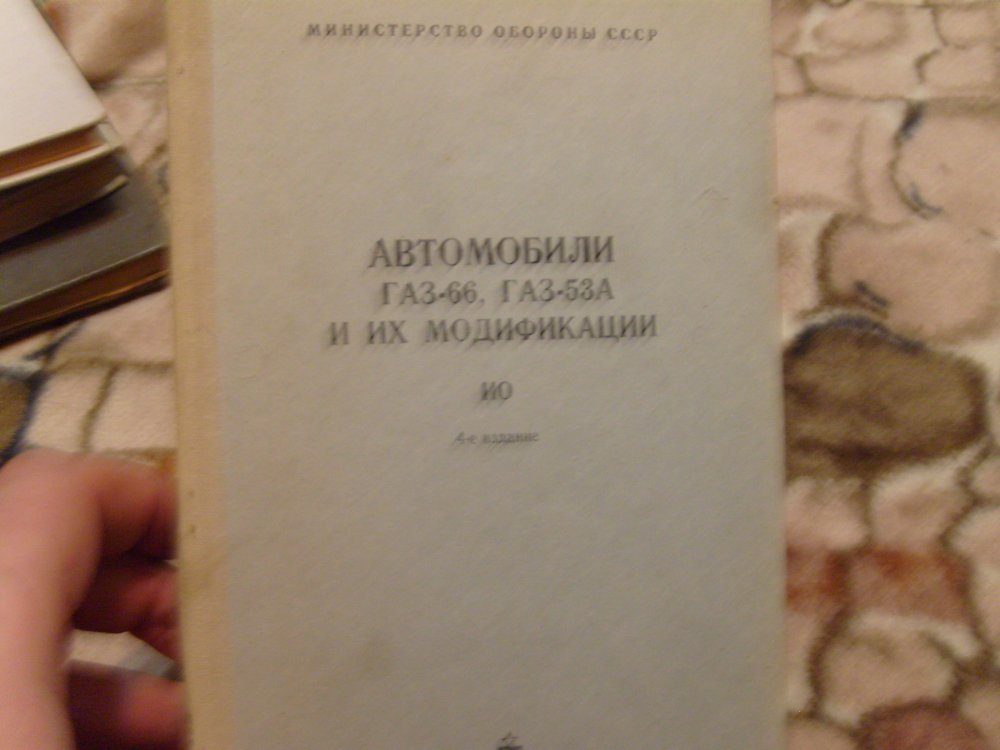 МИНИСТЕРСТВО ОБОРОНЫ СССР
АВТОМОБИЛИ
ГАЗ-66, ГАЗ-53А
И ИХ МОДИФИКАЦИИ
ИО
4-е издание